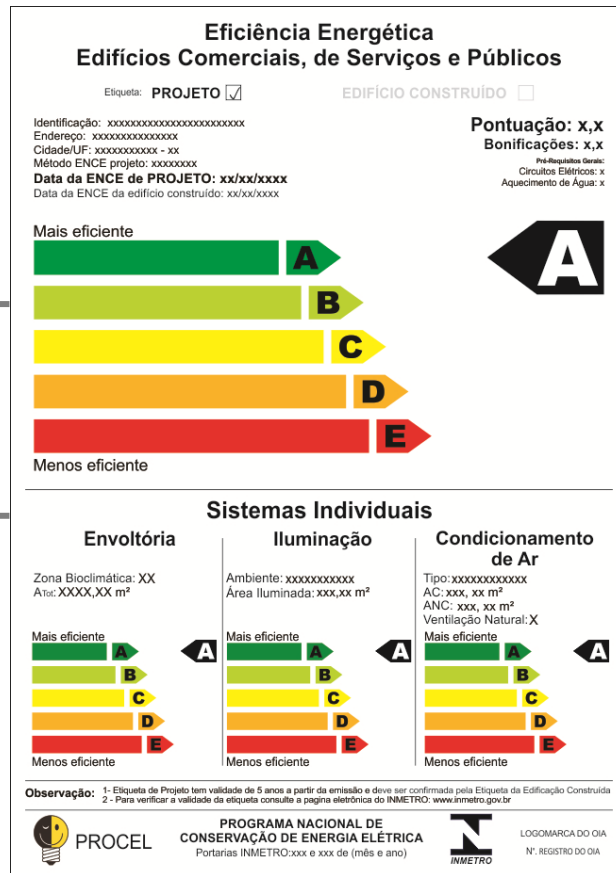 Eficiência Energética
Edifícios Comerciais, de Serviços e Públicos
Etiqueta: PROJETO EDIFÍCIO CONSTRUÍDO
Identificação: xxxxxxxxxxxxxxxxxxxxxxxx
Endereço: xxxxxxxxxxxxxxx
Cidade/UF: xxxxxxxxxxx - xx
Método ENCE projeto: xxxxxxxx
Data da ENCE de PROJETO: xx/xx/xxxx
Data da ENCE da edifício construído: xx/xx/xxxx
Pontuação: x,x
Bonificações: x,x
Pré-Requisitos Gerais:
Circuitos Elétricos: x
Aquecimento de Água: x
Mais eficiente
A
A
B
C
D
E
Menos eficiente
Sistemas Individuais
Envoltória
Zona Bioclimática: XX
ATot: XXXX,XX m²
Mais eficiente
A
A
B
C
D
E
Menos eficiente
Iluminação
Ambiente: xxxxxxxxxxx
Área Iluminada: xxx,xx m²
Mais eficiente
A
A
B
C
D
E
Menos eficiente
Condicionamento
de Ar
Tipo:xxxxxxxxxxxx
AC: xxx, xx m²
ANC: xxx, xx m²
Ventilação Natural: X
Mais eficiente
A
A
B
C
D
E
Menos eficiente
Observação: 1- Etiqueta de Projeto tem validade de 5 anos a partir da emissão e deve ser confirmada pela Etiqueta da Edificação Construída
2 - Para verificar a validade da etiqueta consulte a pagina eletrônica do INMETRO: www.inmetro.gov.br
PROCEL
PROGRAMA NACIONAL DE
CONSERVAÇÃO DE ENERGIA ELÉTRICA
Portarias INMETRO:xxx e xxx de (mês e ano)
INMETRO
LOGOMARCA DO OIA
N°. REGISTRO DO OIA